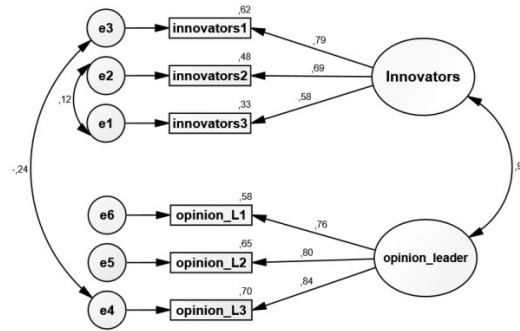 ,62
e3
innovators1
,79
,48
e2
innovators2
,69
Innovators
,12
,33
e1
innovators3
,58
-,24
,9
,58
e6
opinion_L1
,76
,65
e5
opinion_L2
,80
opinion_leader
,70
,84
e4
opinion_L3